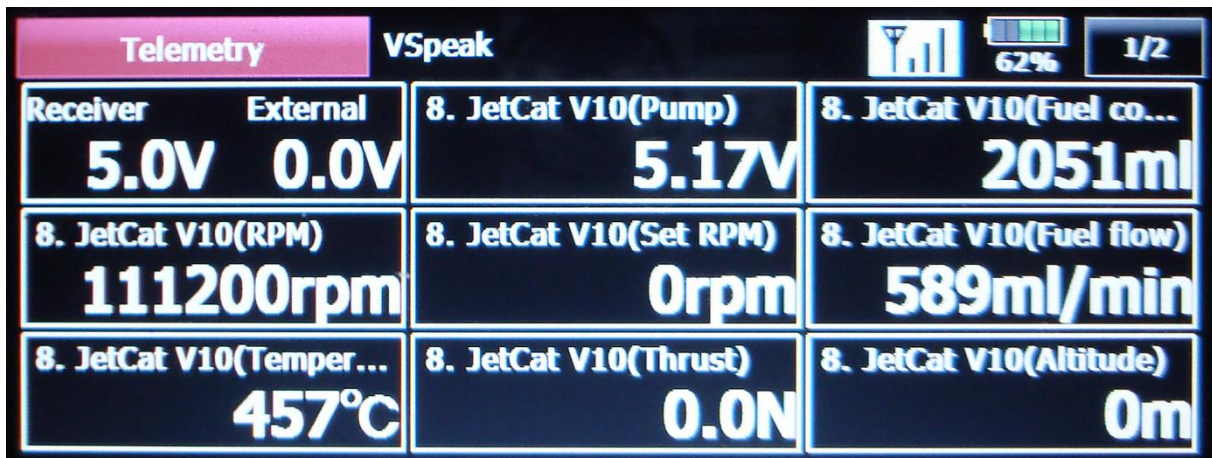 Telemetry VSpeak 62% 1/2
Receiver External
5.0V 0.0V
8. JetCat V10(Pump)
5.17V
8. JetCat V10(Fuel co...
2051ml
8. JetCat V10(RPM)
111200rpm
8. JetCat V10(Set RPM)
0rpm
8. JetCat V10(Fuel flow)
589ml/min
8. JetCat V10(Temper...
457°C
8. JetCat V10(Thrust)
0.0N
8. JetCat V10(Altitude)
0m